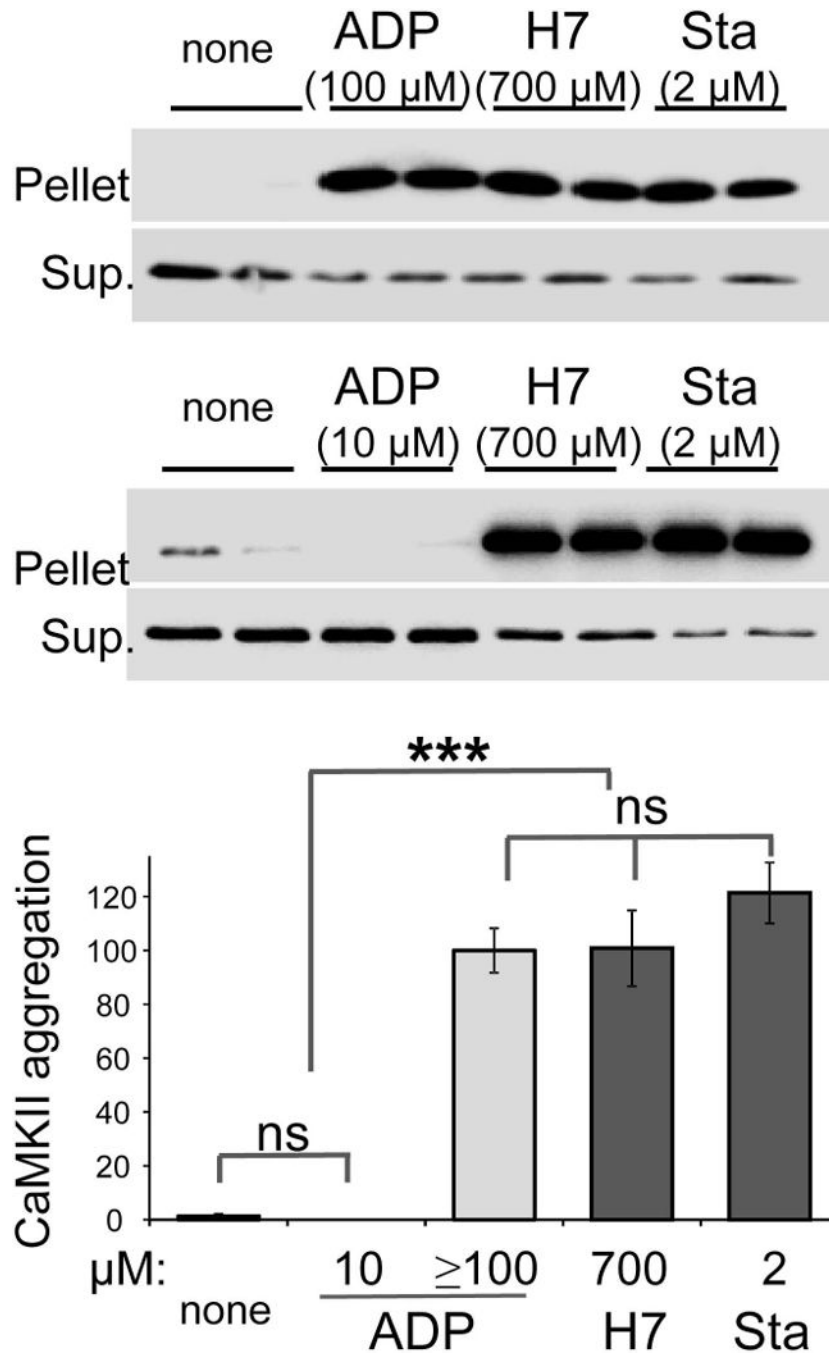 none ADP H7 Sta
(100 µM) (700 µM) (2 µM)
Pellet
Sup.
none ADP H7 Sta
(10 µM) (700 µM) (2 µM)
Pellet
Sup.
***
ns
ns
CaMKII aggregation
120
100
80
60
40
20
0
µM: 10 ≥100 700 2
none ADP H7 Sta